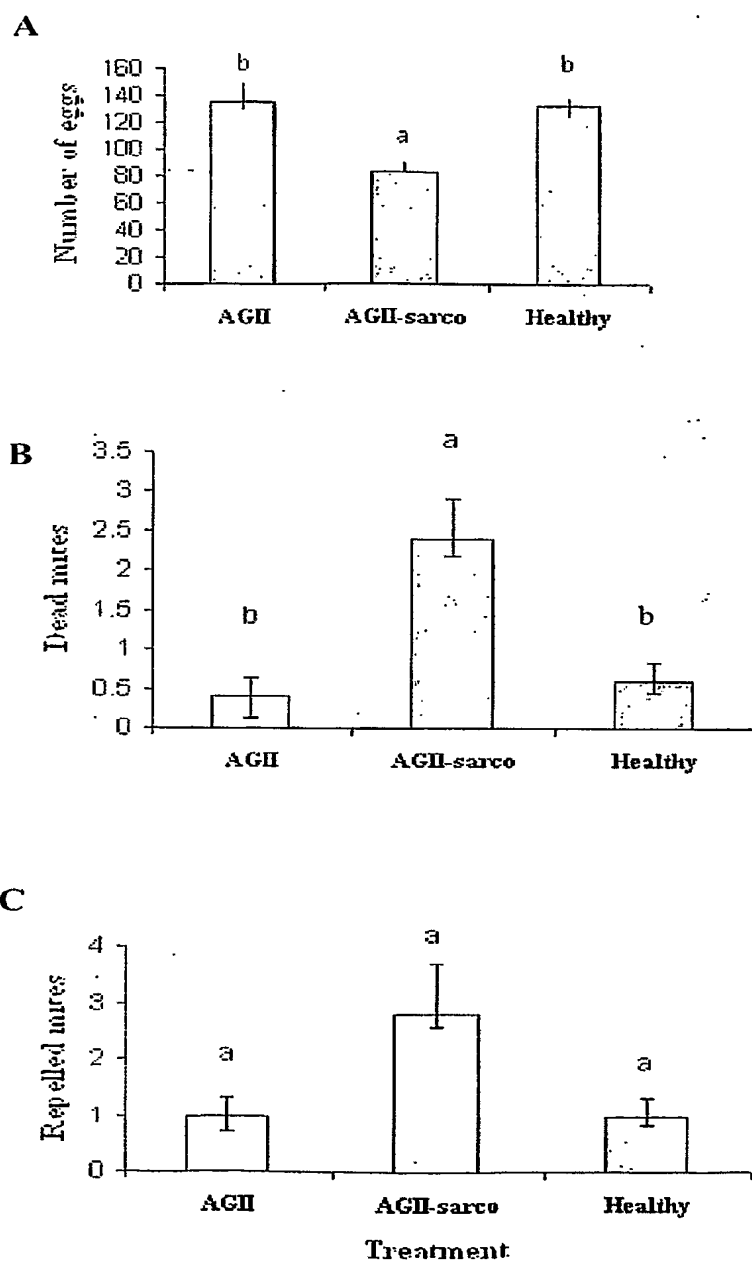 A
Number of eggs
160
140
120
100
80
60
40
20
0
b
a
b
AGII
AGII-sarco
Healthy
B
Dead mites
3.5
3
2.5
2
1.5
1
0.5
0
b
a
b
AGII
AGII-sarco
Healthy
C
Repelled mites
4
3
2
1
0
a
a
a
AGII
AGII-sarco
Healthy
Treatment